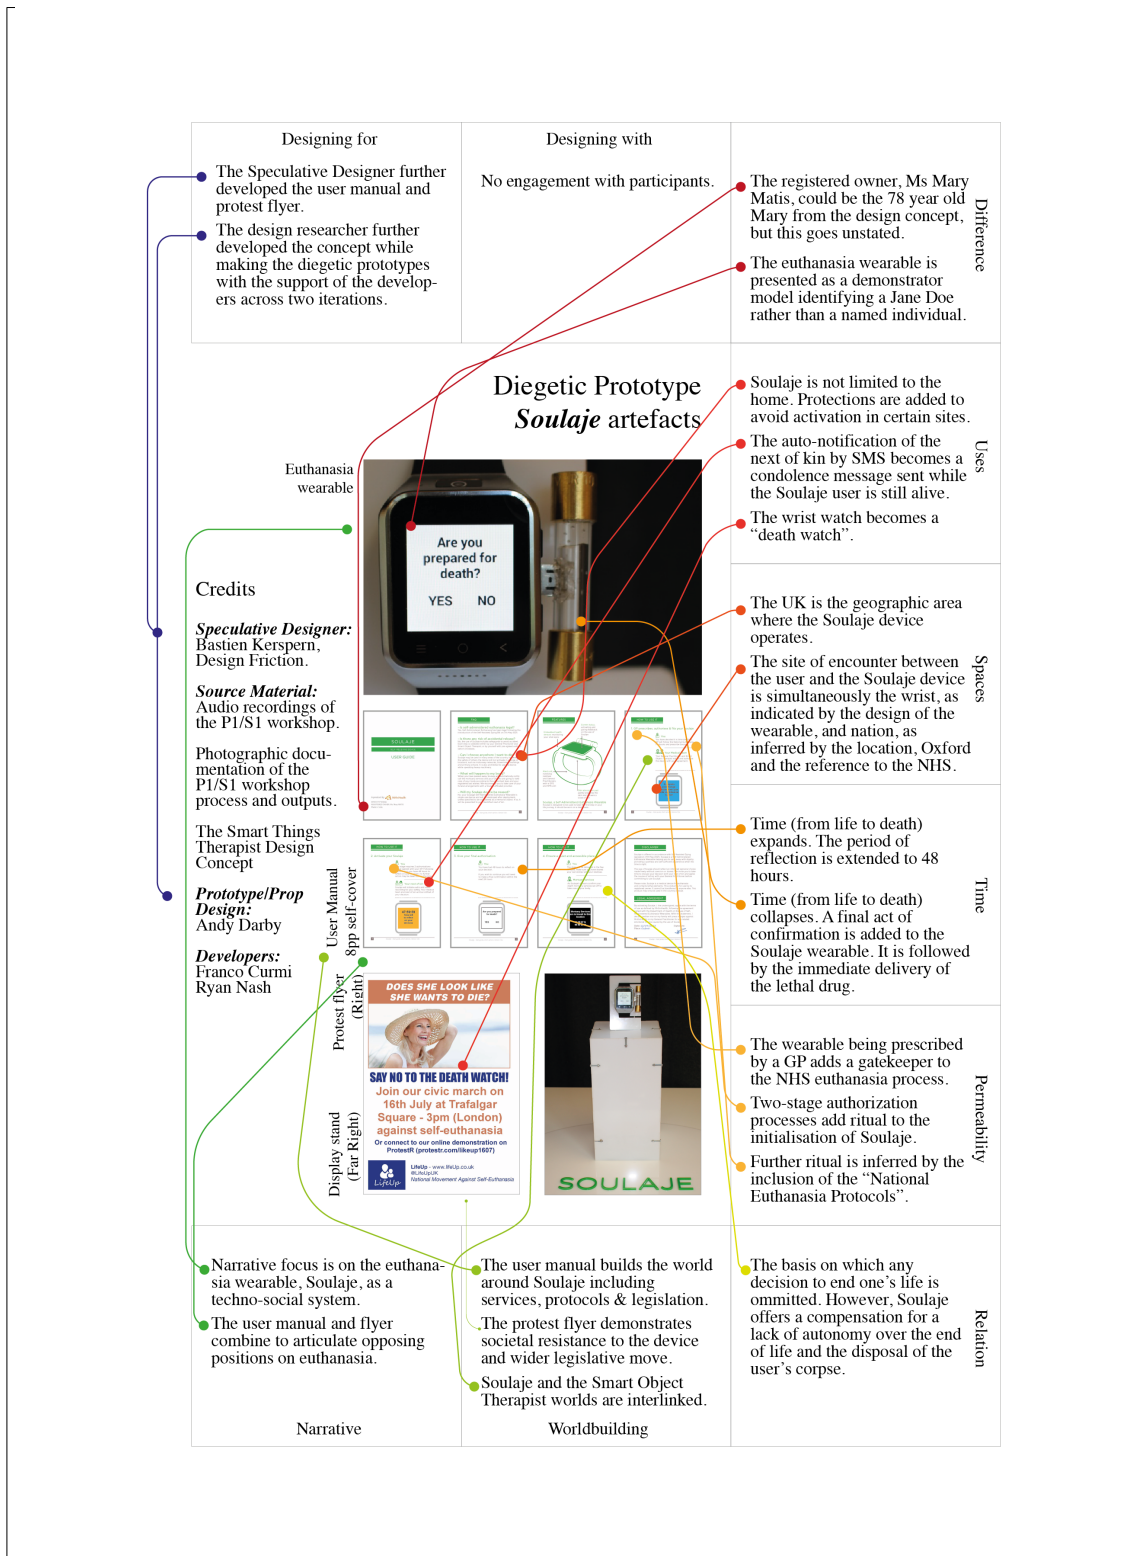 Designing for
The Speculative Designer further
developed the user manual and
protest flyer.
The design researcher further
developed the concept while
making the diegetic prototypes
with the support of the develop-
ers across two iterations.
Designing with
No engagement with participants.
The registered owner, Ms Mary
Matis, could be the 78 year old
Mary from the design concept,
but this goes unstated.
The euthanasia wearable is
presented as a demonstrator
model identifying a Jane Doe
rather than a named individual.
Difference
Diegetic Prototype
Soulaje artefacts
Soulaje is not limited to the
home. Protections are added to
avoid activation in certain sites.
The auto-notification of the
next of kin by SMS becomes a
condolence message sent while
the Soulaje user is still alive.
The wrist watch becomes a
“death watch”.
Uses
Euthanasia
wearable
Are you
prepared for
death?
YES NO
Credits
Speculative Designer:
Bastien Kerspern,
Design Friction.
Source Material:
Audio recordings of
the P1/S1 workshop.
Photographic docu-
mentation of the
P1/S1 workshop
process and outputs.
The Smart Things
Therapist Design
Concept
Prototype/Prop
Design:
Andy Darby
Developers:
Franco Curmi
Ryan Nash
The UK is the geographic area
where the Soulaje device
operates.
The site of encounter between
the user and the Soulaje device
is simultaneously the wrist, as
indicated by the design of the
wearable, and nation, as
inferred by the location, Oxford
and the reference to the NHS.
Spaces
SOULAJE
USER GUIDE
User Manual
8pp self-cover
Time (from life to death)
expands. The period of
reflection is extended to 48
hours.
Time (from life to death)
collapses. A final act of
confirmation is added to the
Soulaje wearable. It is followed
by the immediate delivery of
the lethal drug.
Time
Protest flyer
(Right)
DOES SHE LOOK LIKE
SHE WANTS TO DIE?
SAY NO TO THE DEATH WATCH!
Join our civic march on
16th July at Trafalgar
Square - 3pm (London)
against self-euthanasia
Or connect to our online demonstration on
ProtestR (protestr.com/likeup1607)
LifeUp
LifeUp - www.lifeUp.co.uk
@LifeUpUK
National Movement Against Self-Euthanasia
Display stand
(Far Right)
SOULAJE
The wearable being prescribed
by a GP adds a gatekeeper to
the NHS euthanasia process.
Two-stage authorization
processes add ritual to the
initialisation of Soulaje.
Further ritual is inferred by the
inclusion of the “National
Euthanasia Protocols”.
Permeability
Narrative focus is on the euthana-
sia wearable, Soulaje, as a
techno-social system.
The user manual and flyer
combine to articulate opposing
positions on euthanasia.
Narrative
The user manual builds the world
around Soulaje including
services, protocols & legislation.
The protest flyer demonstrates
societal resistance to the device
and wider legislative move.
Soulaje and the Smart Object
Therapist worlds are interlinked.
Worldbuilding
The basis on which any
decision to end one’s life is
ommitted. However, Soulaje
offers a compensation for a
lack of autonomy over the end
of life and the disposal of the
user’s corpse.
Relation